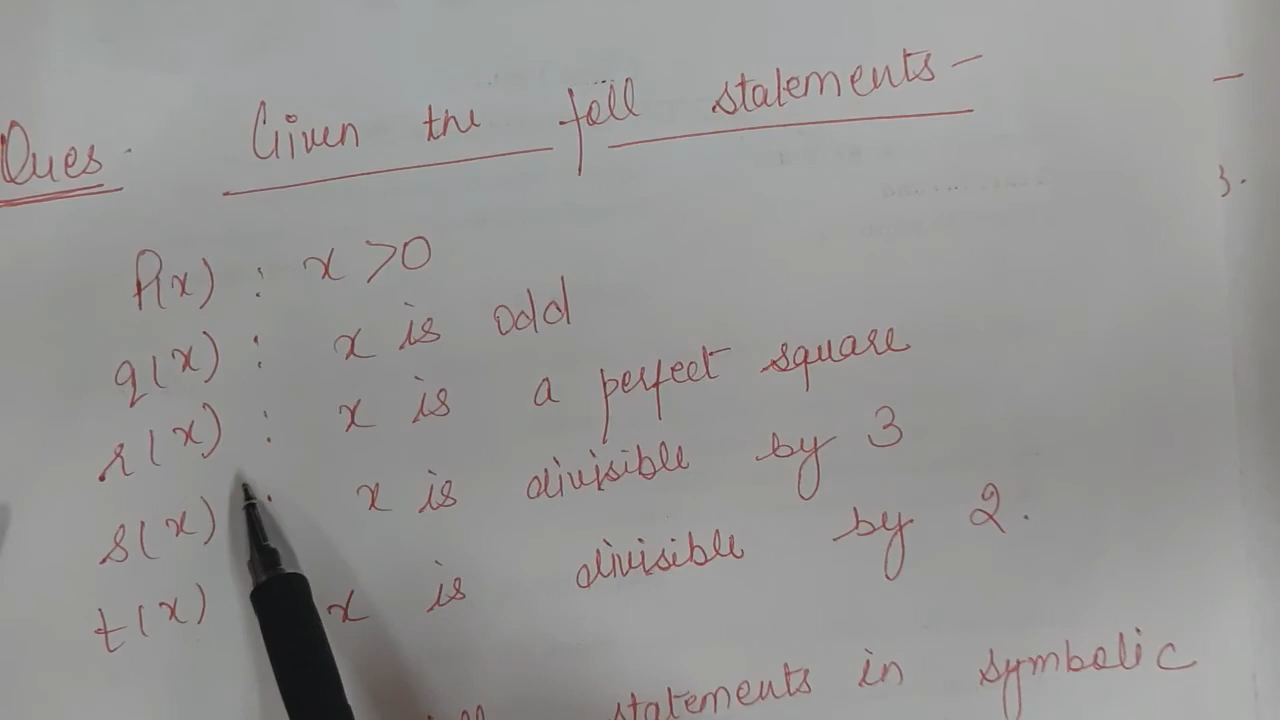 Ques. Given the foll statements -
P(x) : x > 0
q(x) : x is odd
r(x) : x is a perfect square
s(x) : x is divisible by 3
t(x) x is divisible by 2.
statements in symbolic
3.